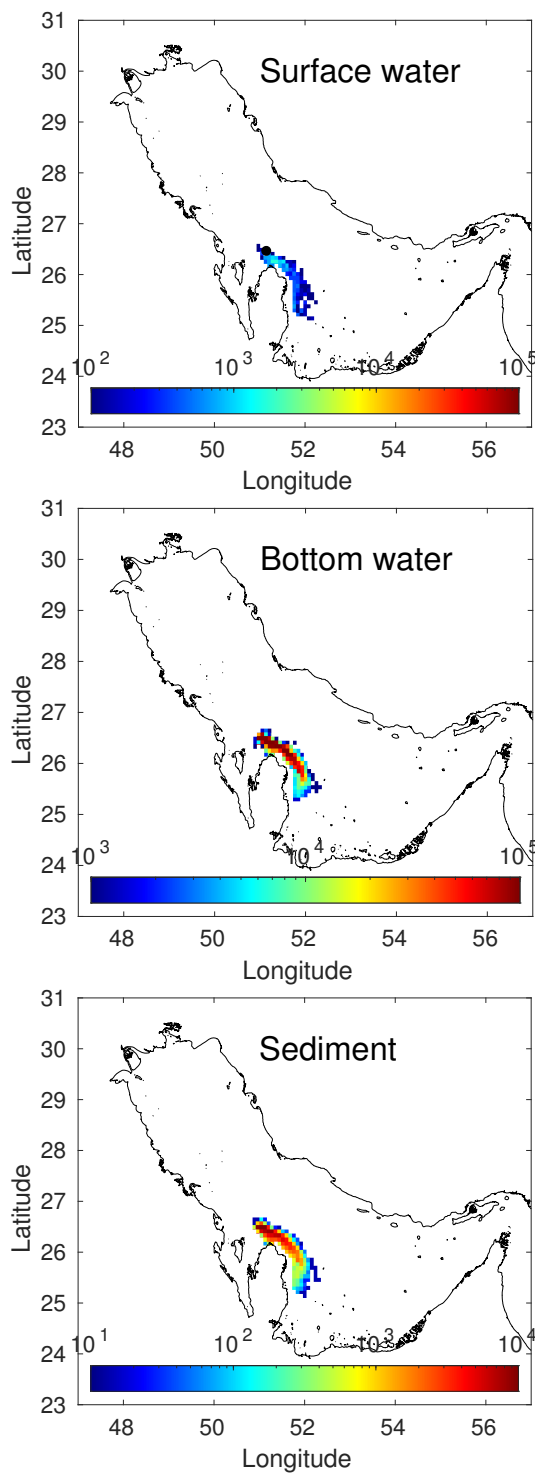 31
30
Surface water
29
28
27
Latitude
26
25
10^2 10^3 10^4 10^5
24
23
48 50 52 54 56
Longitude
31
30
Bottom water
29
28
27
Latitude
26
25
10^3 10^4 10^5
24
23
48 50 52 54 56
Longitude
31
30
Sediment
29
28
27
Latitude
26
25
10^1 10^2 10^3 10^4
24
23
48 50 52 54 56
Longitude